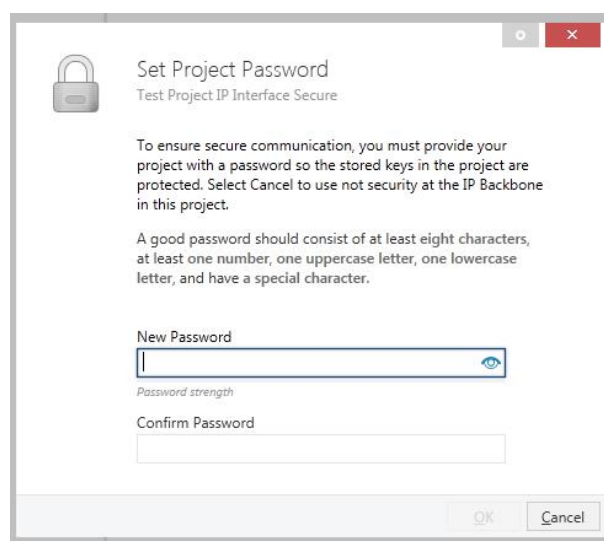 Set Project Password
Test Project IP Interface Secure
To ensure secure communication, you must provide your
project with a password so the stored keys in the project are
protected. Select Cancel to use not security at the IP Backbone
in this project.
A good password should consist of at least eight characters,
at least one number, one uppercase letter, one lowercase
letter, and have a special character.
New Password
Password strength
Confirm Password
OK
Cancel